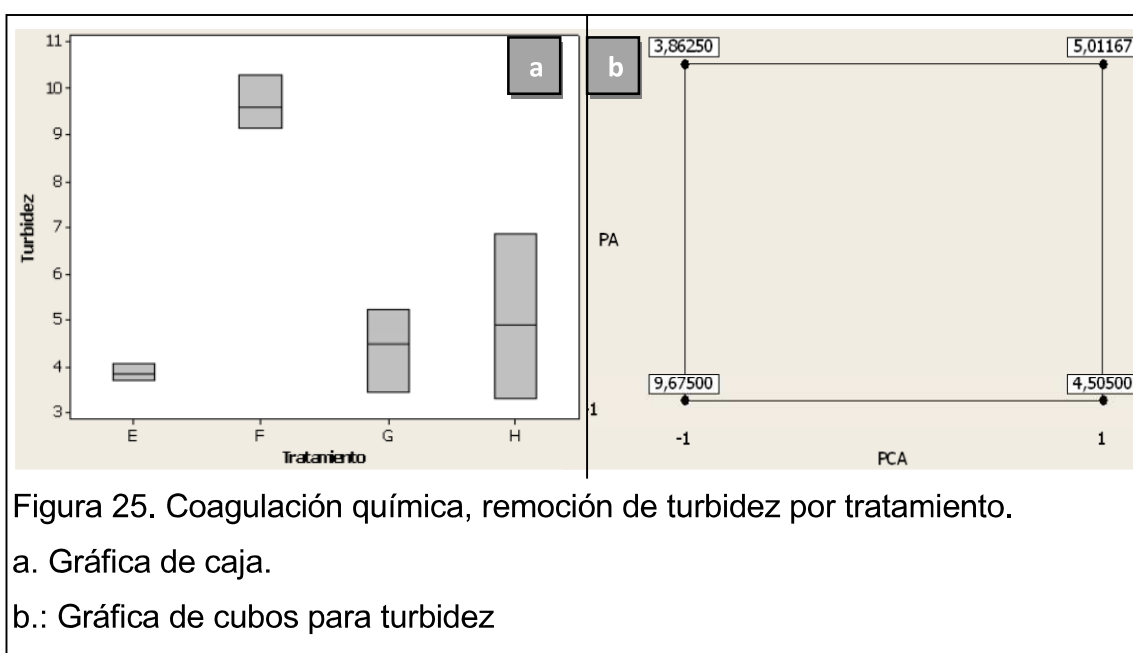 11
10
9
8
7
6
5
4
3
Turbidez
E F G H
Tratamiento
a
b
3,86250 5,01167
PA
9,67500 4,50500
-1
-1 1
PCA
Figura 25. Coagulación química, remoción de turbidez por tratamiento.
a. Gráfica de caja.
b.: Gráfica de cubos para turbidez